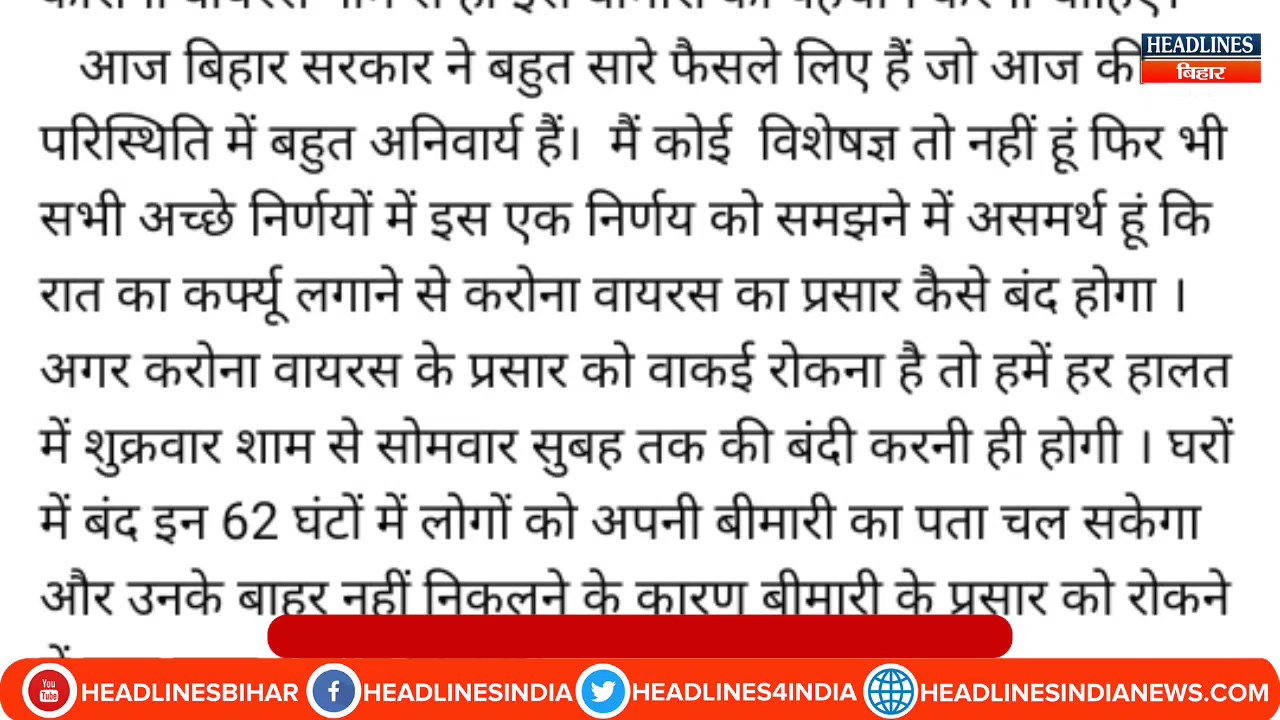 आज बिहार सरकार ने बहुत सारे फैसले लिए हैं जो आज की
परिस्थिति में बहुत अनिवार्य हैं। मैं कोई विशेषज्ञ तो नहीं हूं फिर भी
सभी अच्छे निर्णयों में इस एक निर्णय को समझने में असमर्थ हूं कि
रात का कर्फ्यू लगाने से करोना वायरस का प्रसार कैसे बंद होगा ।
अगर करोना वायरस के प्रसार को वाकई रोकना है तो हमें हर हालत
में शुक्रवार शाम से सोमवार सुबह तक की बंदी करनी ही होगी । घरों
में बंद इन 62 घंटों में लोगों को अपनी बीमारी का पता चल सकेगा
और उनके बाहर नहीं निकलने के कारण बीमारी के प्रसार को रोकने
HEADLINES
बिहार
You Tube HEADLINESBIHAR f HEADLINESINDIA HEADLINES4INDIA HEADLINESINDIANEWS.COM